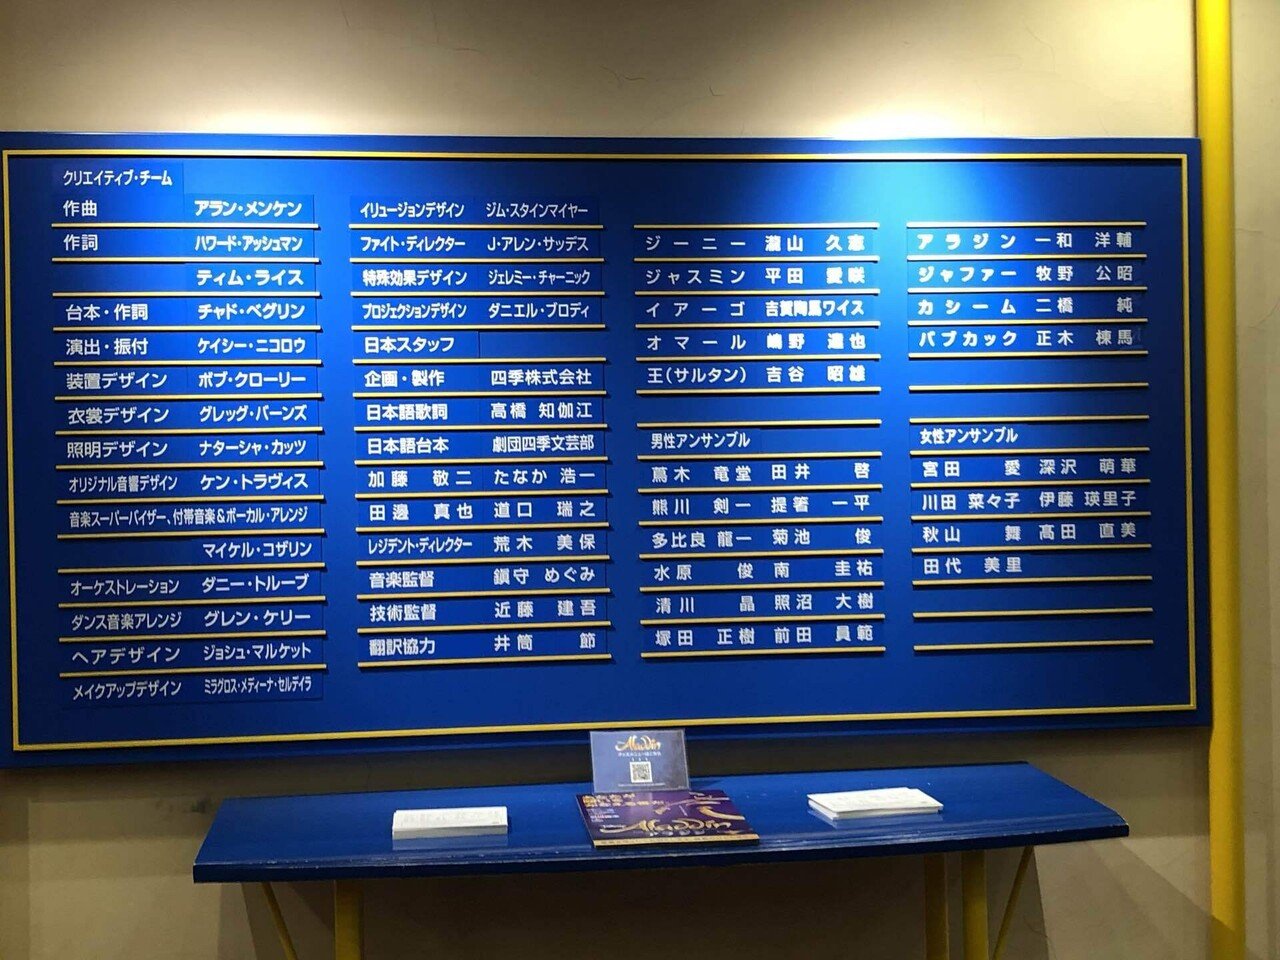 クリエイティブ・チーム
作曲 アラン・メンケン
作詞 ハワード・アッシュマン
ティム・ライス
台本・作詞 チャド・ベグリン
演出・振付 ケイシー・ニコロウ
装置デザイン ボブ・クローリー
衣裳デザイン グレッグ・バーンズ
照明デザイン ナターシャ・カッツ
オリジナル音響デザイン ケン・トラヴィス
音楽スーパーバイザー、付帯音楽&ボーカル・アレンジ
マイケル・コザリン
オーケストレーション ダニー・トルーブ
ダンス音楽アレンジ グレン・ケリー
ヘアデザイン ジョシュ・マルケット
メイクアップデザイン ミラグロス・メディーナ・セルデイラ
イリュージョンデザイン ジム・スタインマイヤー
ファイト・ディレクター J・アレン・サッデス
特殊効果デザイン ジェレミー・チャーニック
プロジェクションデザイン ダニエル・ブロディ
日本スタッフ
企画・製作 四季株式会社
日本語歌詞 高橋 知伽江
日本語台本 劇団四季文芸部
加藤 敬二 たなか 浩一
田邊 真也 道口 瑞之
レジデント・ディレクター 荒木 美保
音楽監督 鎮守 めぐみ
技術監督 近藤 建吾
翻訳協力 井筒 節
ジーニー 瀧山 久志
ジャスミン 平田 愛咲
イアーゴ 吉賀陶馬ワイス
オマール 嶋野 達也
王(サルタン) 吉谷 昭雄
男性アンサンブル
蔦木 竜堂 田井 啓
熊川 剣一 堤箸 一平
多比良 龍一 菊池 俊
水原 俊 南 圭祐
清川 晶 照沼 大樹
塚田 正樹 前田 員範
アラジン 一和 洋輔
ジャファー 牧野 公昭
カシーム 二橋 純
バブカック 正木 棟馬
女性アンサンブル
宮田 愛 深沢 萌華
川田 菜々子 伊藤 瑛里子
秋山 舞 髙田 直美
田代 美里
Aladdin
Aladdin